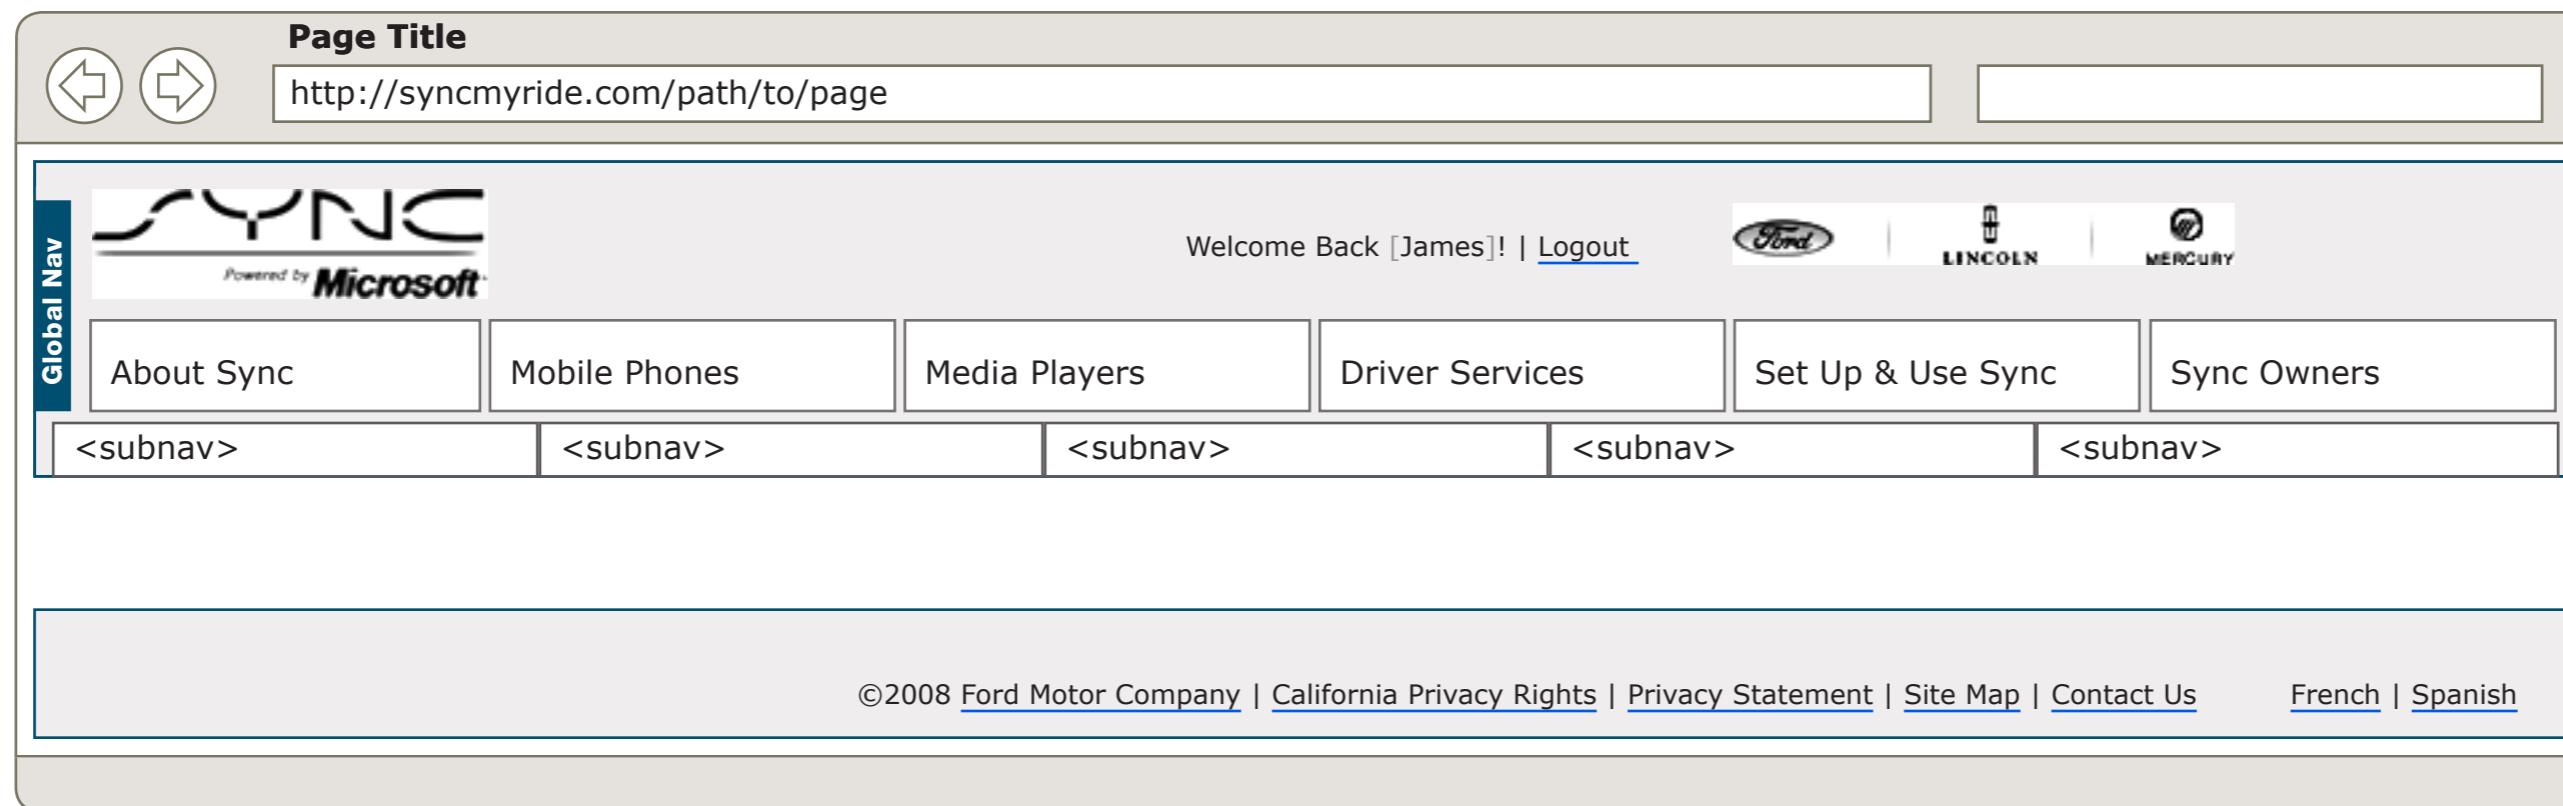 Page Title
http://syncmyride.com/path/to/page
Global Nav
SYNC
Powered by Microsoft
Welcome Back [James]! | Logout
Ford
LINCOLN
MERCURY
About Sync
Mobile Phones
Media Players
Driver Services
Set Up & Use Sync
Sync Owners
<subnav>
<subnav>
<subnav>
<subnav>
<subnav>
©2008 Ford Motor Company | California Privacy Rights | Privacy Statement | Site Map | Contact Us
French | Spanish